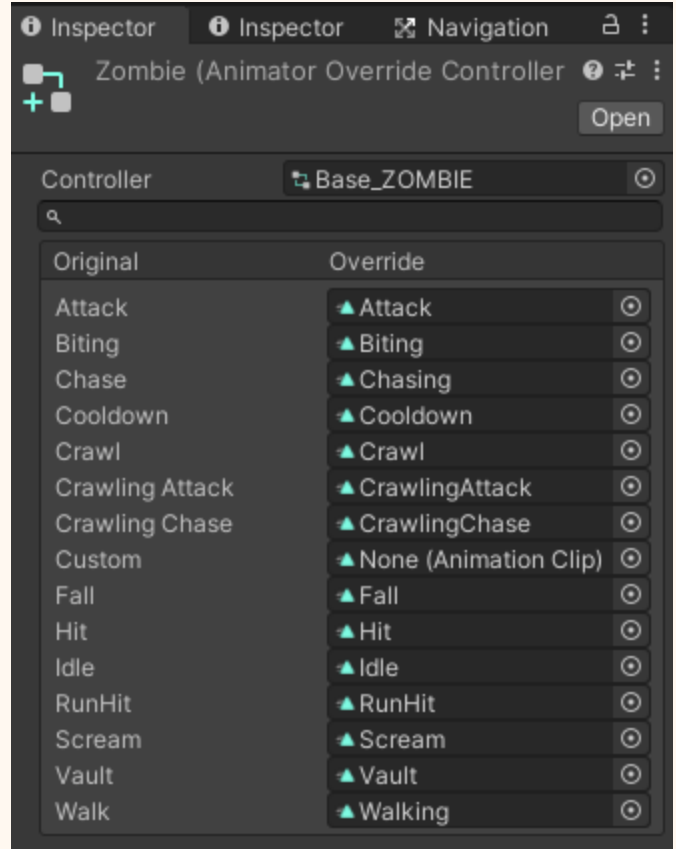 Inspector Inspector Navigation
Zombie (Animator Override Controller
Open
Controller Base_ZOMBIE
Original Override
Attack Attack
Biting Biting
Chase Chasing
Cooldown Cooldown
Crawl Crawl
Crawling Attack CrawlingAttack
Crawling Chase CrawlingChase
Custom None (Animation Clip)
Fall Fall
Hit Hit
Idle Idle
RunHit RunHit
Scream Scream
Vault Vault
Walk Walking